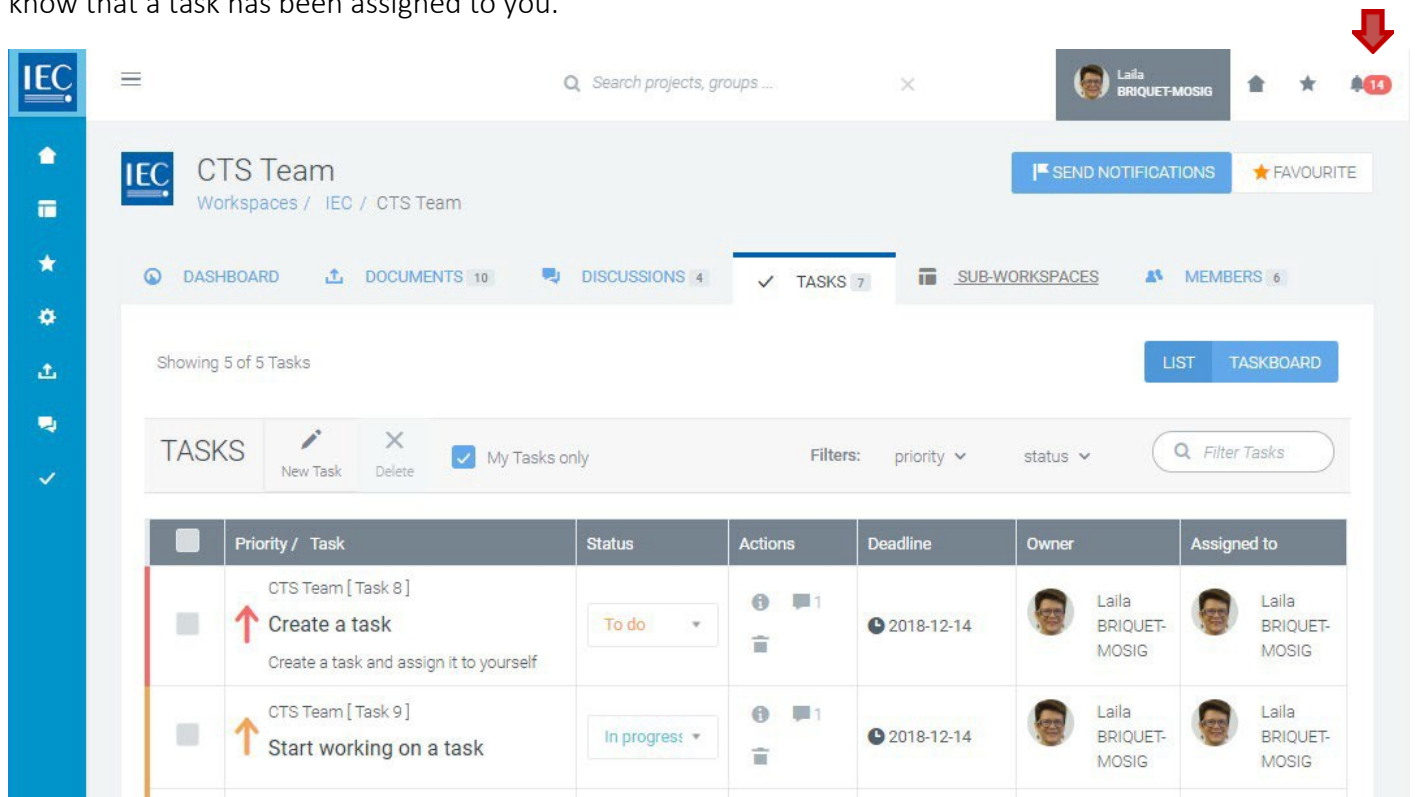 know that a task has been assigned to you.
IEC
Search projects, groups ...
Laila
BRIQUET-MOSIG
14
IEC
CTS Team
Workspaces / IEC / CTS Team
SEND NOTIFICATIONS
FAVOURITE
DASHBOARD
DOCUMENTS 10
DISCUSSIONS 4
TASKS 7
SUB-WORKSPACES
MEMBERS 6
Showing 5 of 5 Tasks
LIST TASKBOARD
TASKS
New Task
Delete
My Tasks only
Filters: priority status
Filter Tasks
Priority / Task Status Actions Deadline Owner Assigned to
CTS Team [ Task 8 ]
Create a task
Create a task and assign it to yourself
To do
1
2018-12-14
Laila
BRIQUET-
MOSIG
Laila
BRIQUET-
MOSIG
CTS Team [ Task 9 ]
Start working on a task
In progress
1
2018-12-14
Laila
BRIQUET-
MOSIG
Laila
BRIQUET-
MOSIG